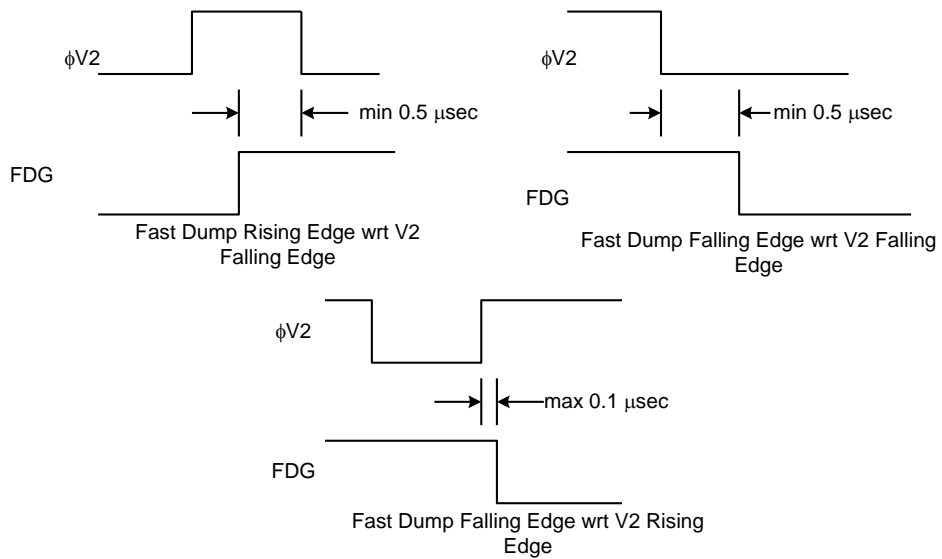 ϕV2
min 0.5 μsec
FDG
Fast Dump Rising Edge wrt V2
Falling Edge
ϕV2
min 0.5 μsec
FDG
Fast Dump Falling Edge wrt V2 Falling
Edge
ϕV2
max 0.1 μsec
FDG
Fast Dump Falling Edge wrt V2 Rising
Edge